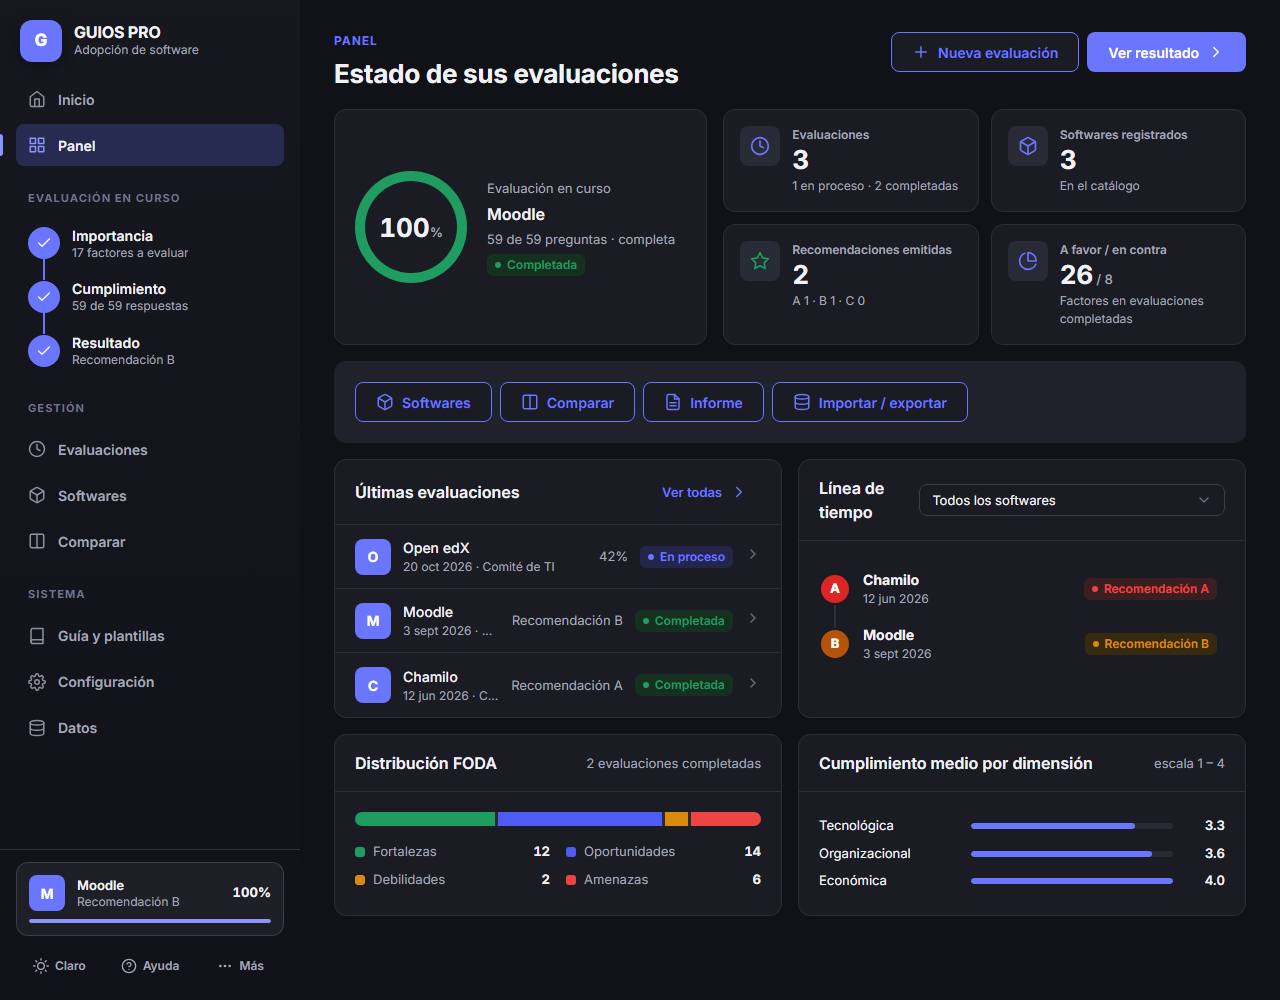 G
GUIOS PRO
Adopción de software
Inicio
Panel
EVALUACIÓN EN CURSO
Importancia
17 factores a evaluar
Cumplimiento
59 de 59 respuestas
Resultado
Recomendación B
GESTIÓN
Evaluaciones
Softwares
Comparar
SISTEMA
Guía y plantillas
Configuración
Datos
M
Moodle
Recomendación B
100%
Claro
Ayuda
Más
PANEL
Estado de sus evaluaciones
Nueva evaluación
Ver resultado
100%
Evaluación en curso
Moodle
59 de 59 preguntas · completa
Completada
Evaluaciones
3
1 en proceso · 2 completadas
Softwares registrados
3
En el catálogo
Recomendaciones emitidas
2
A 1 · B 1 · C 0
A favor / en contra
26 / 8
Factores en evaluaciones
completadas
Softwares
Comparar
Informe
Importar / exportar
Últimas evaluaciones
Ver todas
O
Open edX
20 oct 2026 · Comité de TI
42%
En proceso
M
Moodle
3 sept 2026 · ...
Recomendación B
Completada
C
Chamilo
12 jun 2026 · C...
Recomendación A
Completada
Línea de
tiempo
Todos los softwares
A
Chamilo
12 jun 2026
Recomendación A
B
Moodle
3 sept 2026
Recomendación B
Distribución FODA
2 evaluaciones completadas
Fortalezas 12
Oportunidades 14
Debilidades 2
Amenazas 6
Cumplimiento medio por dimensión
escala 1 – 4
Tecnológica 3.3
Organizacional 3.6
Económica 4.0